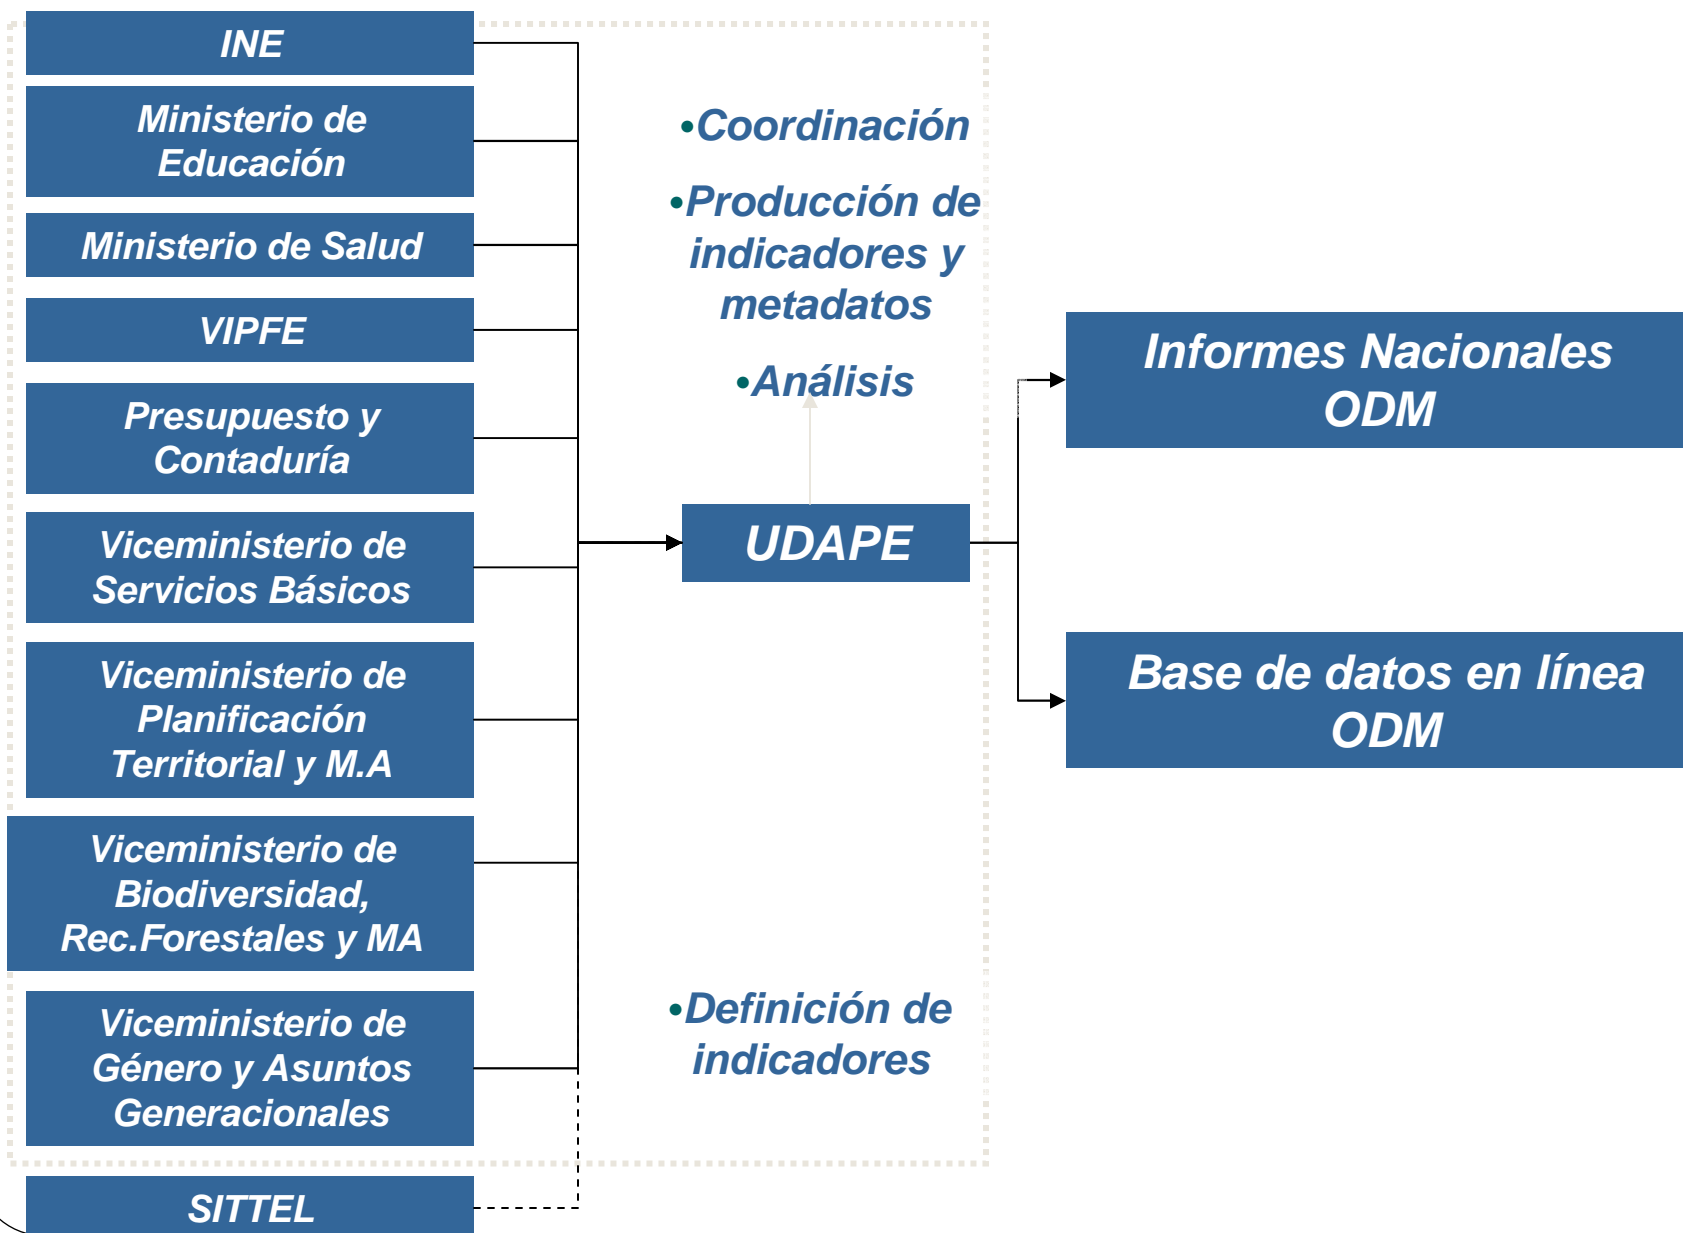 INE
Ministerio de
Educación
Ministerio de Salud
VIPFE
Presupuesto y
Contaduría
Viceministerio de
Servicios Básicos
Viceministerio de
Planificación
Territorial y M.A
Viceministerio de
Biodiversidad,
Rec.Forestales y MA
Viceministerio de
Género y Asuntos
Generacionales
SITTEL
•Coordinación
•Producción de
indicadores y
metadatos
•Análisis
UDAPE
•Definición de
indicadores
Informes Nacionales
ODM
Base de datos en línea
ODM